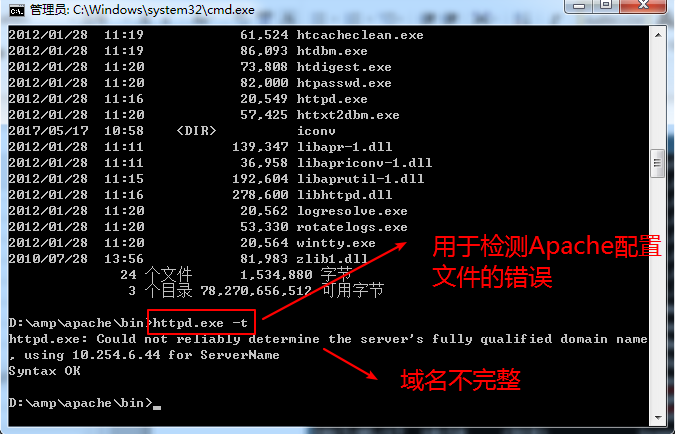 管理员: C:\Windows\system32\cmd.exe
2012/01/28  11:19            61,524 htcacheclean.exe
2012/01/28  11:19            86,093 htdbm.exe
2012/01/28  11:20            73,808 htdigest.exe
2012/01/28  11:20            82,000 htpasswd.exe
2012/01/28  11:16            20,549 httpd.exe
2012/01/28  11:20            57,425 httxt2dbm.exe
2017/05/17  10:58    <DIR>          iconv
2012/01/28  11:11           139,347 libapr-1.dll
2012/01/28  11:11            36,958 libapriconv-1.dll
2012/01/28  11:15           192,604 libaprutil-1.dll
2012/01/28  11:16           278,600 libhttpd.dll
2012/01/28  11:20            20,562 logresolve.exe
2012/01/28  11:20            53,330 rotatelogs.exe
2012/01/28  11:20            20,564 wintty.exe
2010/07/28  13:56            81,983 zlib1.dll
24 个文件      1,534,880 字节
3 个目录 78,270,656,512 可用字节
用于检测Apache配置
文件的错误
D:\amp\apache\bin>httpd.exe -t
httpd.exe: Could not reliably determine the server's fully qualified domain name
, using 10.254.6.44 for ServerName
Syntax OK
域名不完整
D:\amp\apache\bin>_